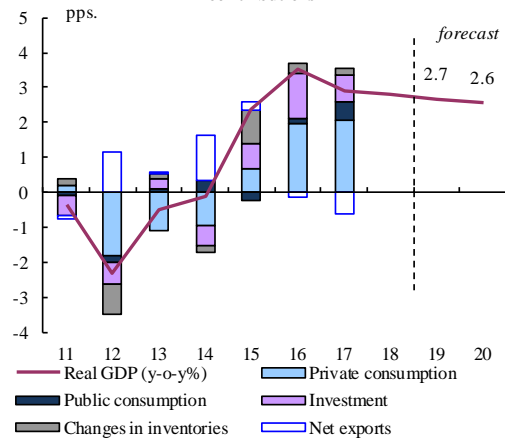 pps.
forecast
5
4
3
2
1
0
-1
-2
-3
-4
2.7
2.6
11 12 13 14 15 16 17 18 19 20
Real GDP (y-o-y%) Private consumption
Public consumption Investment
Changes in inventories Net exports